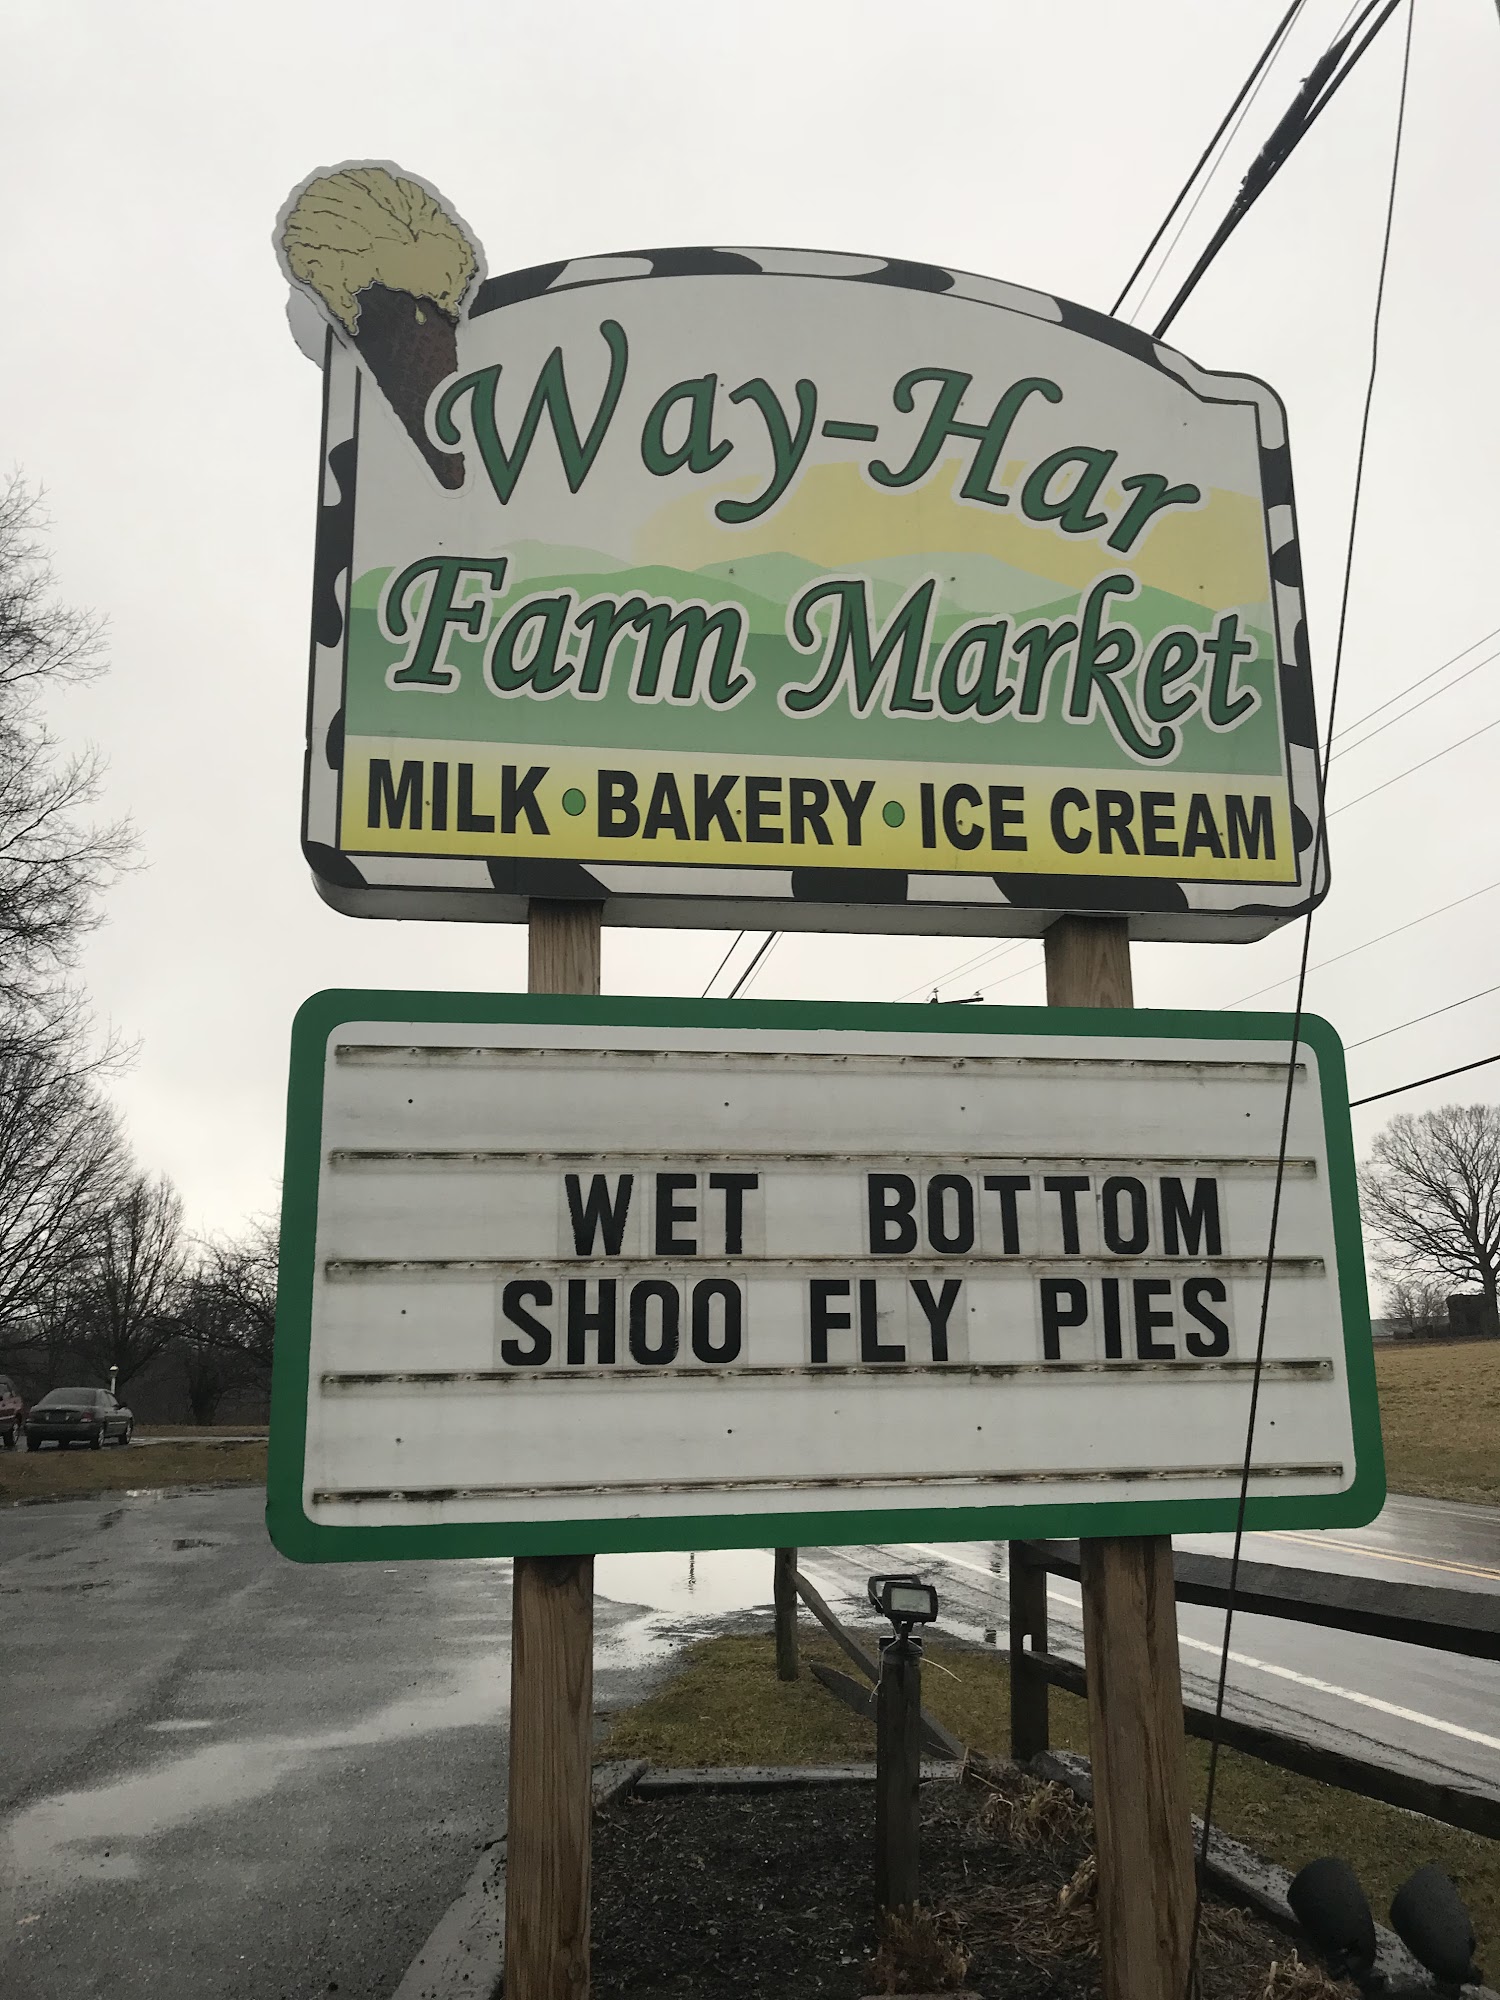 Way-Har
Farm Market
MILK • BAKERY • ICE CREAM
WET BOTTOM
SHOO FLY PIES